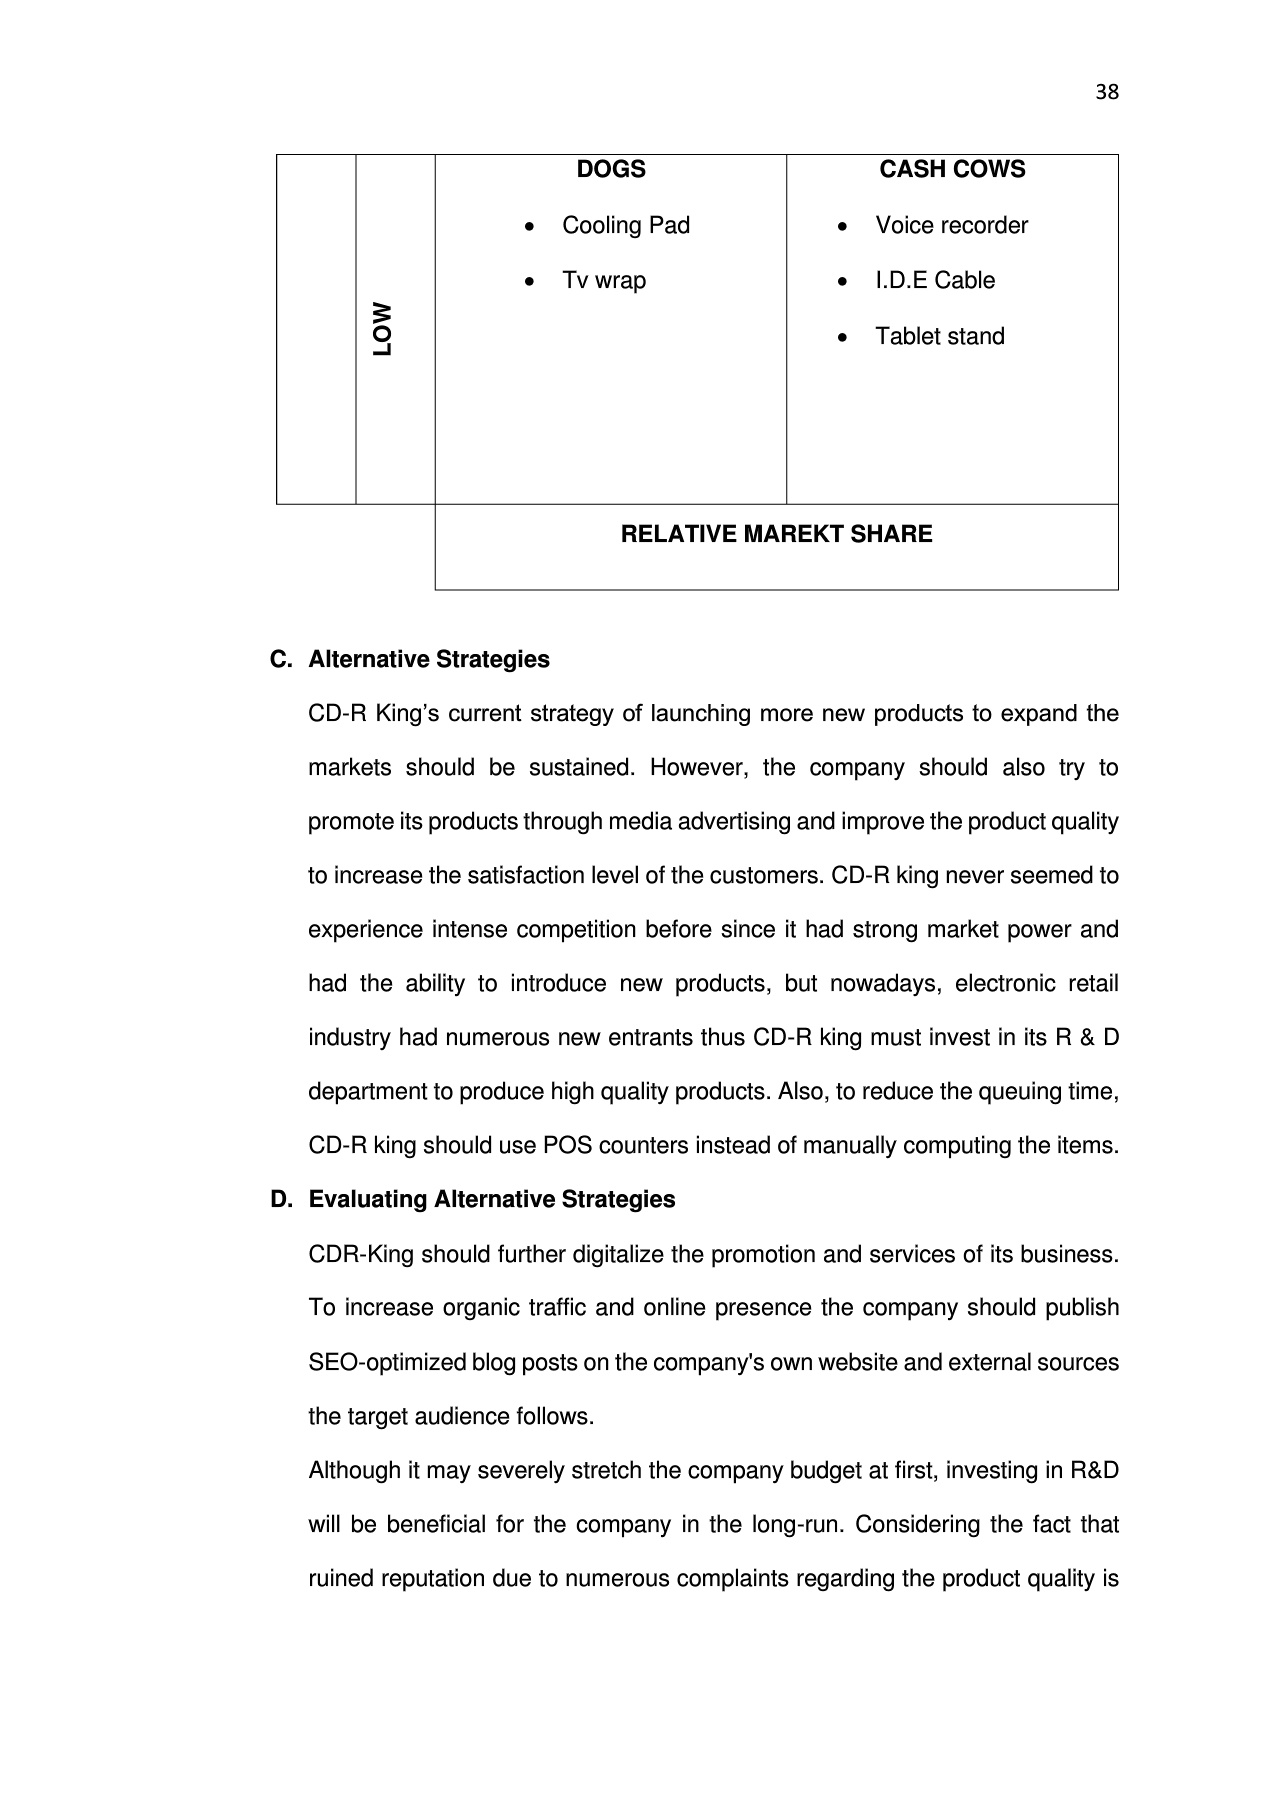 38
DOGS
• Cooling Pad
• Tv wrap
CASH COWS
• Voice recorder
• I.D.E Cable
• Tablet stand
LOW
RELATIVE MAREKT SHARE
C. Alternative Strategies
CD-R King’s current strategy of launching more new products to expand the
markets should be sustained. However, the company should also try to
promote its products through media advertising and improve the product quality
to increase the satisfaction level of the customers. CD-R king never seemed to
experience intense competition before since it had strong market power and
had the ability to introduce new products, but nowadays, electronic retail
industry had numerous new entrants thus CD-R king must invest in its R & D
department to produce high quality products. Also, to reduce the queuing time,
CD-R king should use POS counters instead of manually computing the items.
D. Evaluating Alternative Strategies
CDR-King should further digitalize the promotion and services of its business.
To increase organic traffic and online presence the company should publish
SEO-optimized blog posts on the company's own website and external sources
the target audience follows.
Although it may severely stretch the company budget at first, investing in R&D
will be beneficial for the company in the long-run. Considering the fact that
ruined reputation due to numerous complaints regarding the product quality is